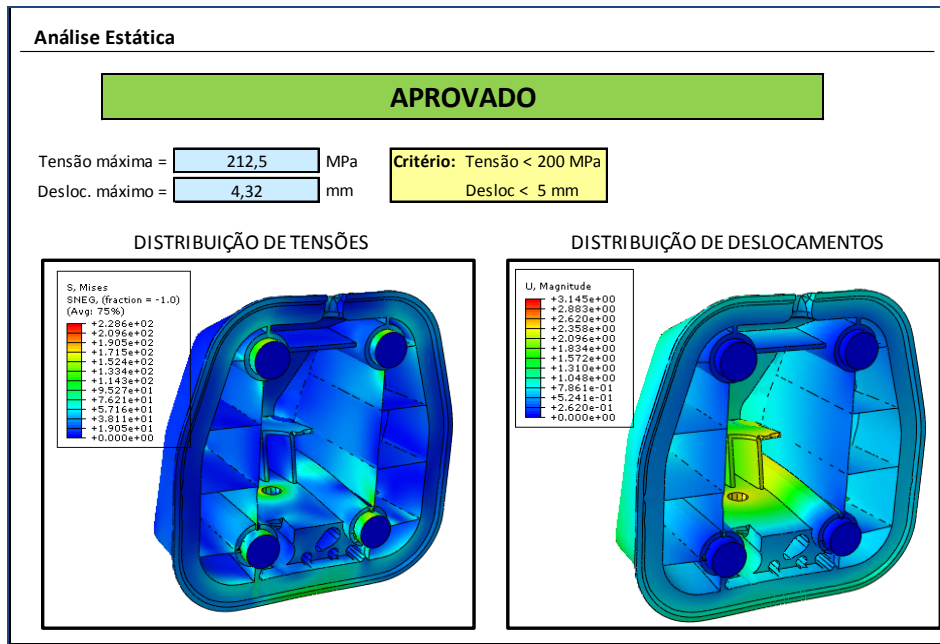 Análise Estática
APROVADO
Tensão máxima = 212,5 MPa
Critério: Tensão < 200 MPa
Desloc. máximo = 4,32 mm
Desloc < 5 mm
DISTRIBUIÇÃO DE TENSÕES
DISTRIBUIÇÃO DE DESLOCAMENTOS
S, Mises
SNEG, (fraction = -1.0)
(Avg: 75%)
+2.286e+02
+2.096e+02
+1.905e+02
+1.715e+02
+1.524e+02
+1.334e+02
+1.143e+02
+9.527e+01
+7.621e+01
+5.716e+01
+3.811e+01
+1.905e+01
+0.000e+00
U, Magnitude
+3.145e+00
+2.883e+00
+2.620e+00
+2.358e+00
+2.096e+00
+1.834e+00
+1.572e+00
+1.310e+00
+1.048e+00
+7.861e-01
+5.241e-01
+2.620e-01
+0.000e+00